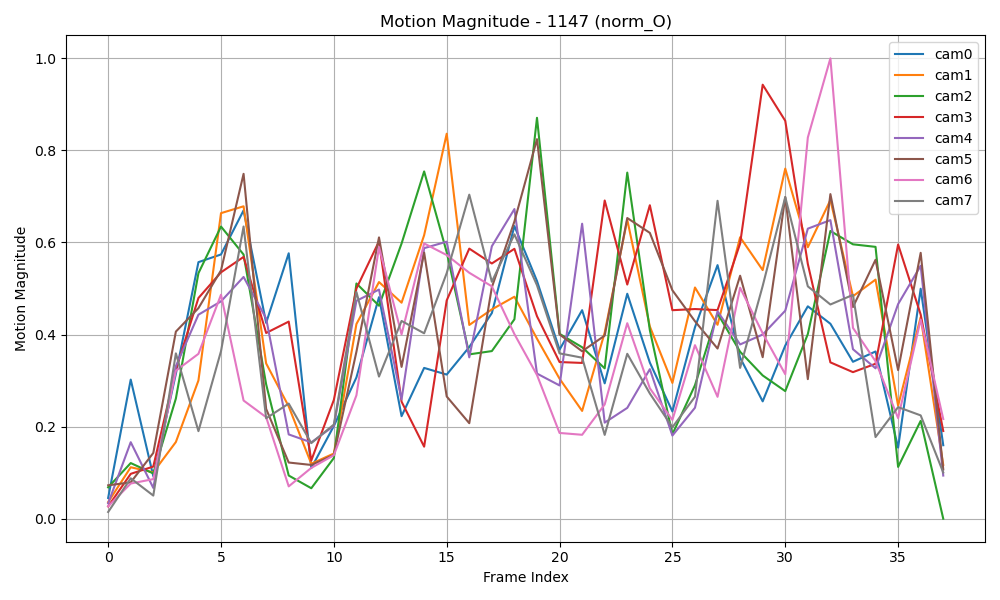 Motion Magnitude - 1147 (norm_O)
Motion Magnitude
1.0
0.8
0.6
0.4
0.2
0.0
0 5 10 15 20 25 30 35
Frame Index
cam0
cam1
cam2
cam3
cam4
cam5
cam6
cam7